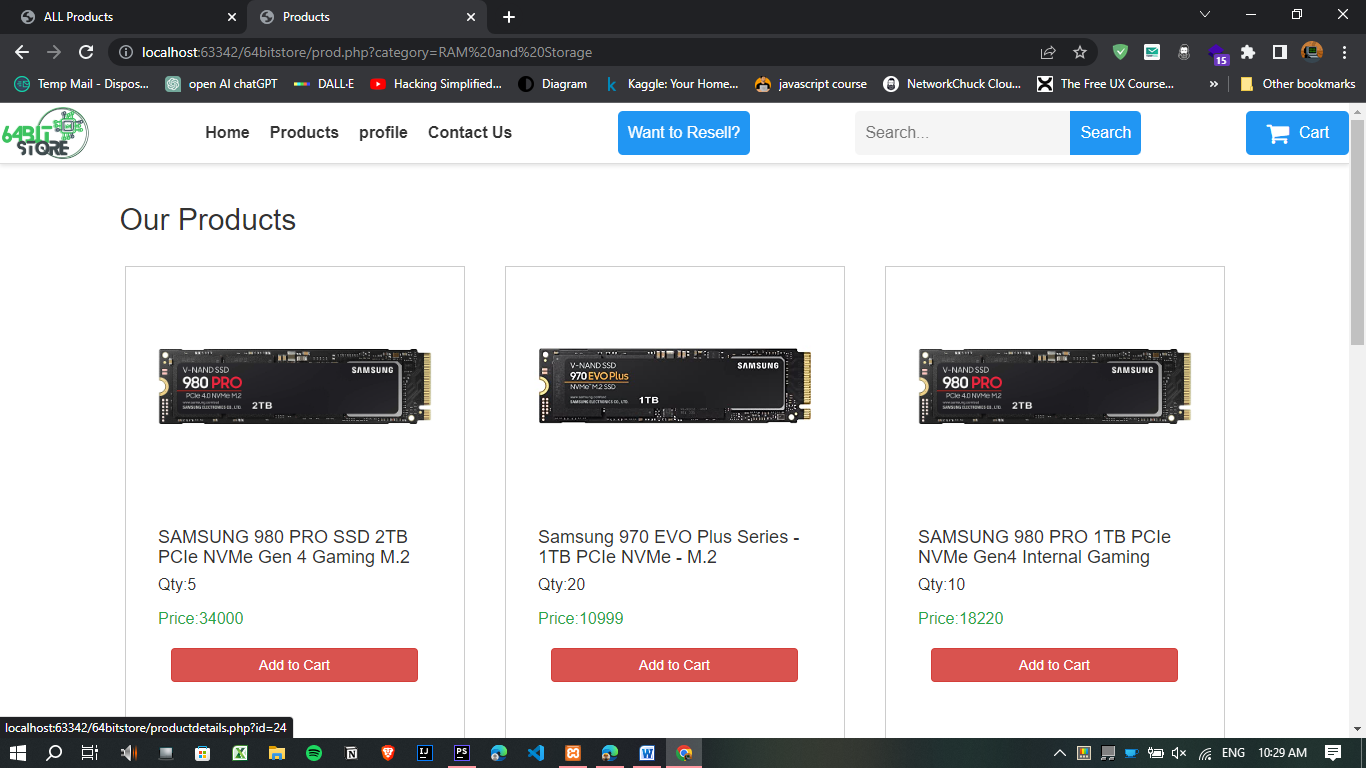 ALL Products
Products
localhost:63342/64bitstore/prod.php?category=RAM%20and%20Storage
15
Temp Mail - Dispos...
open AI chatGPT
DALL·E
Hacking Simplified...
Diagram
Kaggle: Your Home...
javascript course
NetworkChuck Clou...
The Free UX Course...
»
Other bookmarks
64BIT
STORE
Home
Products
profile
Contact Us
Want to Resell?
Search...
Search
Cart
Our Products
V-NAND SSD
980 PRO
PCIe 4.0 NVMe M.2
SAMSUNG
2TB
V-NAND SSD
970 EVO Plus
NVMe™ M.2 SSD
SAMSUNG
1TB
V-NAND SSD
980 PRO
PCIe 4.0 NVMe M.2
SAMSUNG
2TB
SAMSUNG 980 PRO SSD 2TB
PCIe NVMe Gen 4 Gaming M.2
Qty:5
Price:34000
Add to Cart
Samsung 970 EVO Plus Series -
1TB PCIe NVMe - M.2
Qty:20
Price:10999
Add to Cart
SAMSUNG 980 PRO 1TB PCIe
NVMe Gen4 Internal Gaming
Qty:10
Price:18220
Add to Cart
localhost:63342/64bitstore/productdetails.php?id=24
ENG
10:29 AM